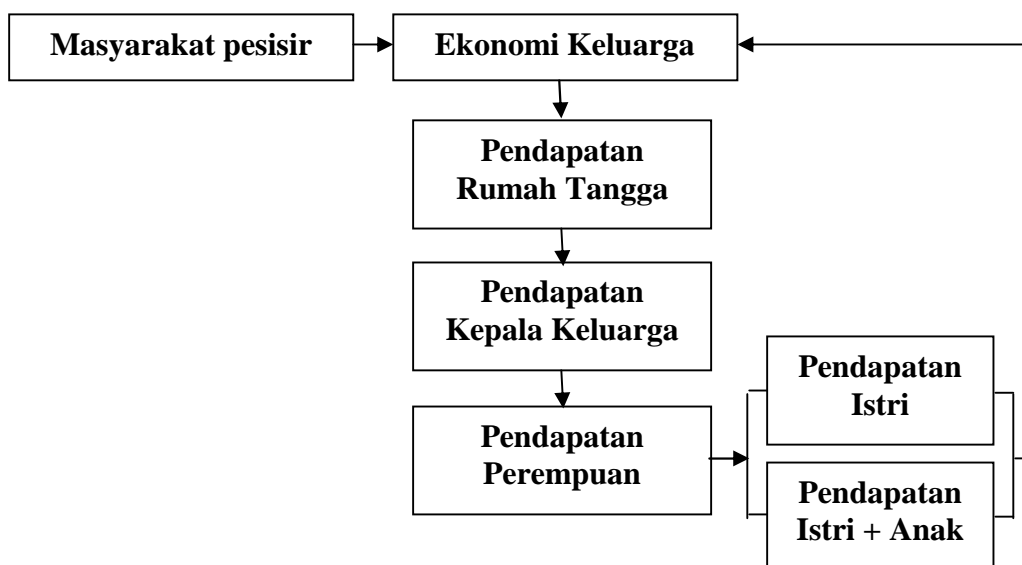 Masyarakat pesisir
Ekonomi Keluarga
Pendapatan
Rumah Tangga
Pendapatan
Kepala Keluarga
Pendapatan
Perempuan
Pendapatan
Istri
Pendapatan
Istri + Anak